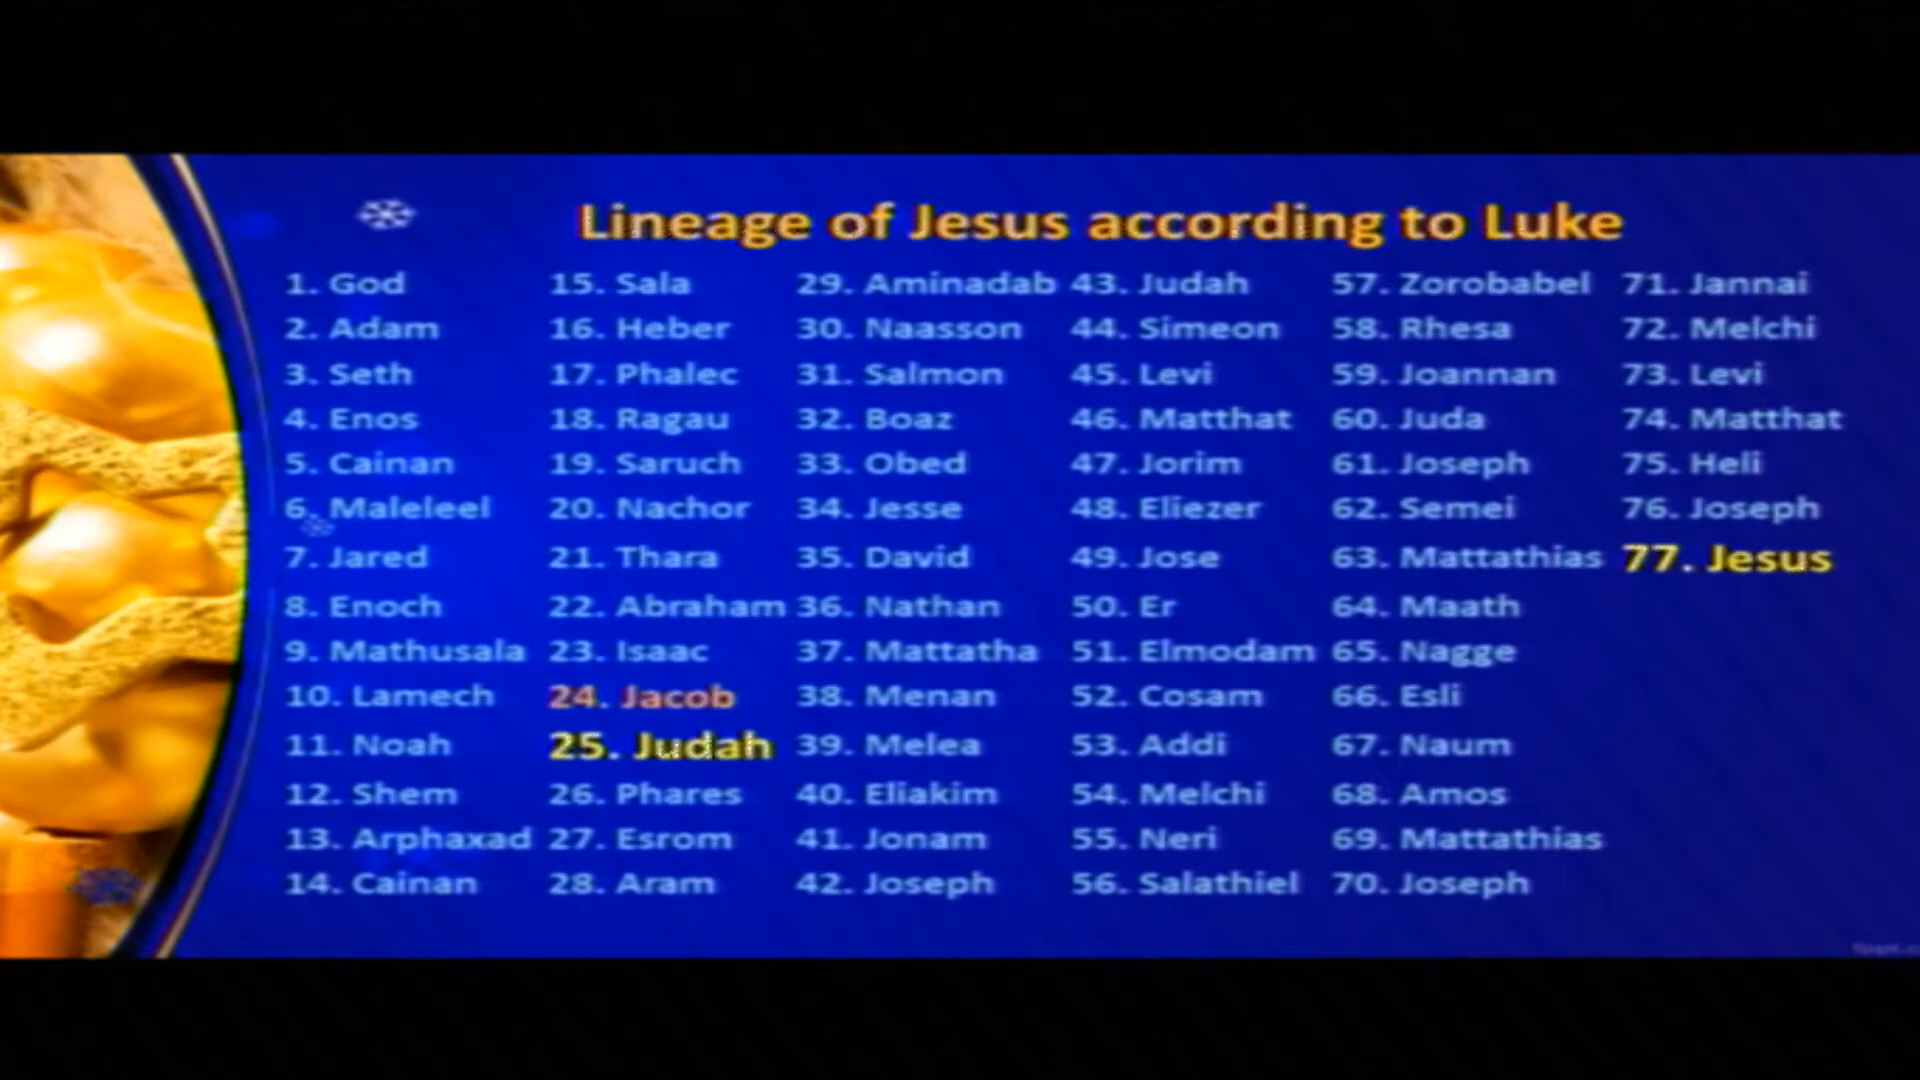 Lineage of Jesus according to Luke
1. God
2. Adam
3. Seth
4. Enos
5. Cainan
6. Maleleel
7. Jared
8. Enoch
9. Mathusala
10. Lamech
11. Noah
12. Shem
13. Arphaxad
14. Cainan
15. Sala
16. Heber
17. Phalec
18. Ragau
19. Saruch
20. Nachor
21. Thara
22. Abraham
23. Isaac
24. Jacob
25. Judah
26. Phares
27. Esrom
28. Aram
29. Aminadab
30. Naasson
31. Salmon
32. Boaz
33. Obed
34. Jesse
35. David
36. Nathan
37. Mattatha
38. Menan
39. Melea
40. Eliakim
41. Jonam
42. Joseph
43. Judah
44. Simeon
45. Levi
46. Matthat
47. Jorim
48. Eliezer
49. Jose
50. Er
51. Elmodam
52. Cosam
53. Addi
54. Melchi
55. Neri
56. Salathiel
57. Zorobabel
58. Rhesa
59. Joannan
60. Juda
61. Joseph
62. Semei
63. Mattathias
64. Maath
65. Nagge
66. Esli
67. Naum
68. Amos
69. Mattathias
70. Joseph
71. Jannai
72. Melchi
73. Levi
74. Matthat
75. Heli
76. Joseph
77. Jesus